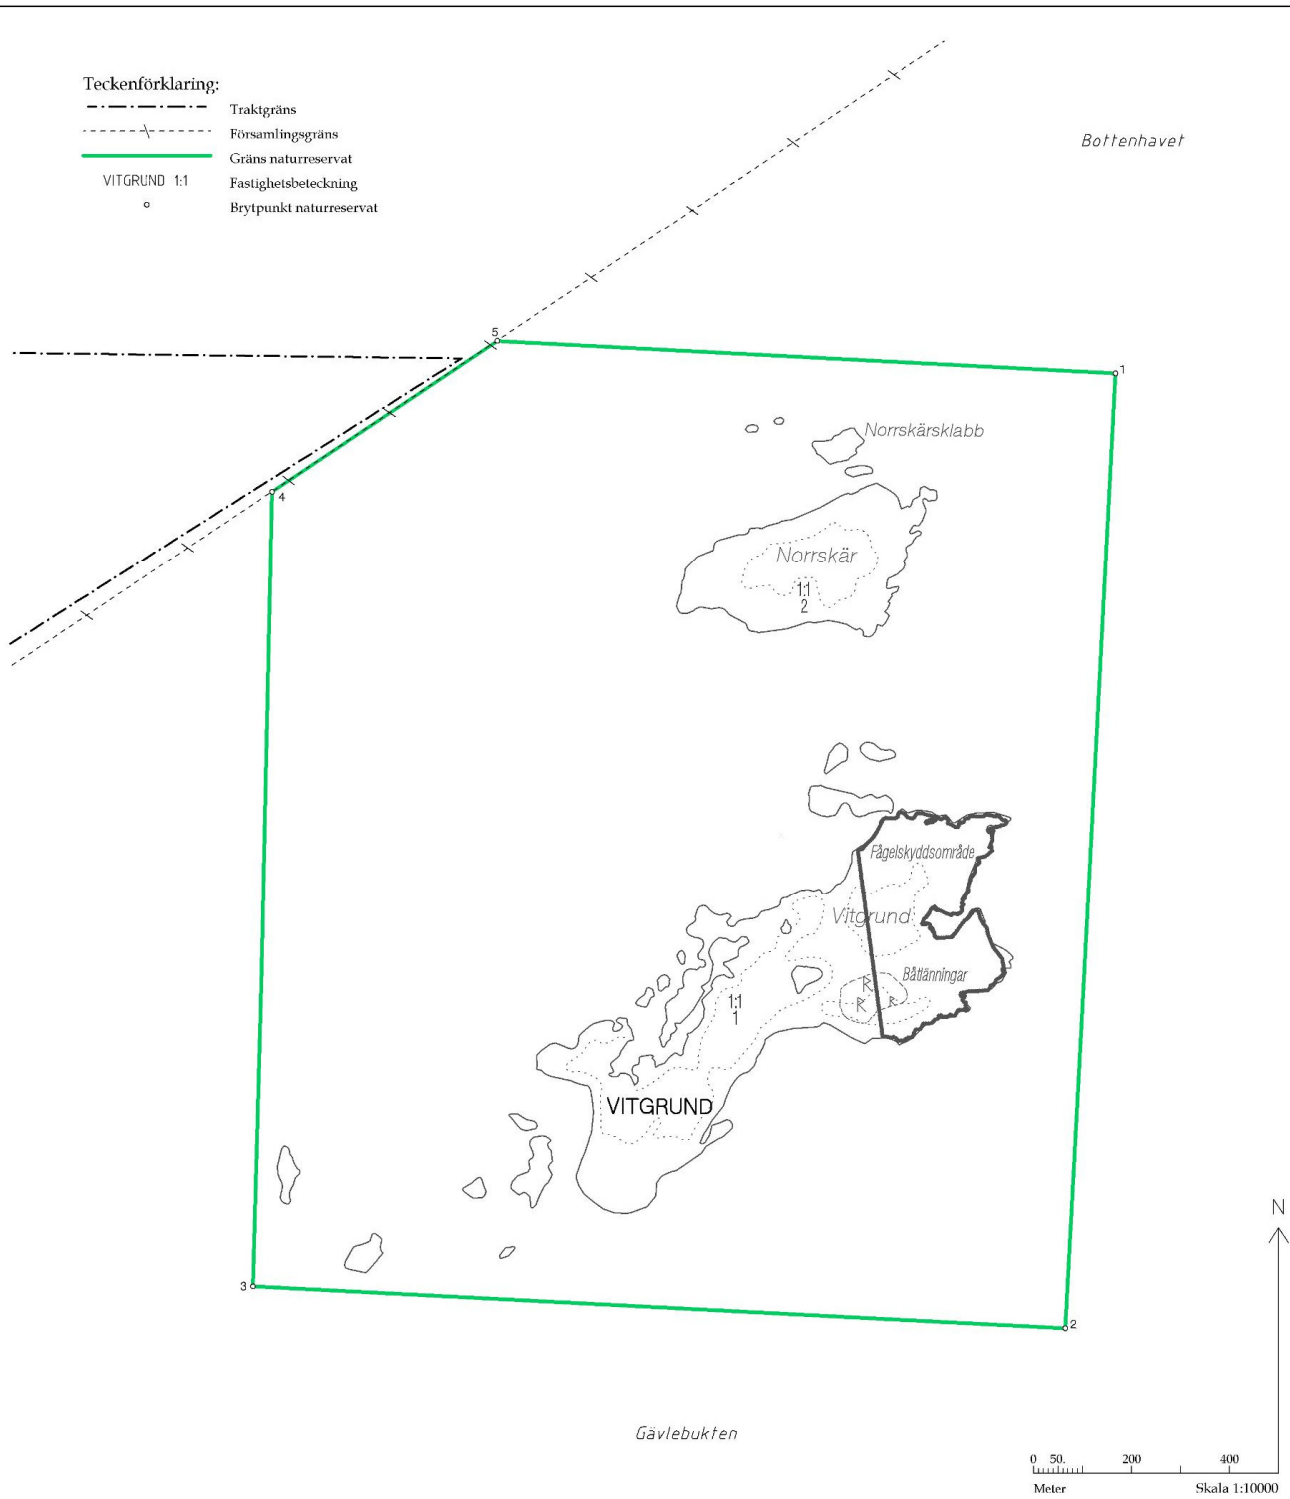 Teckenförklaring:
Traktgräns
Församlingsgräns
Gräns naturreservat
VITGRUND 1:1 Fastighetsbeteckning
Brytpunkt naturreservat
Bottenhavet
5
1
Norrskärsklabb
4
Norrskär
1:1
2
Fågelskyddsområde
Vitgrund
Båtlänningar
R
R
R
1:1
1
VITGRUND
N
3
2
Gävlebukten
0 50. 200 400
Meter Skala 1:10000